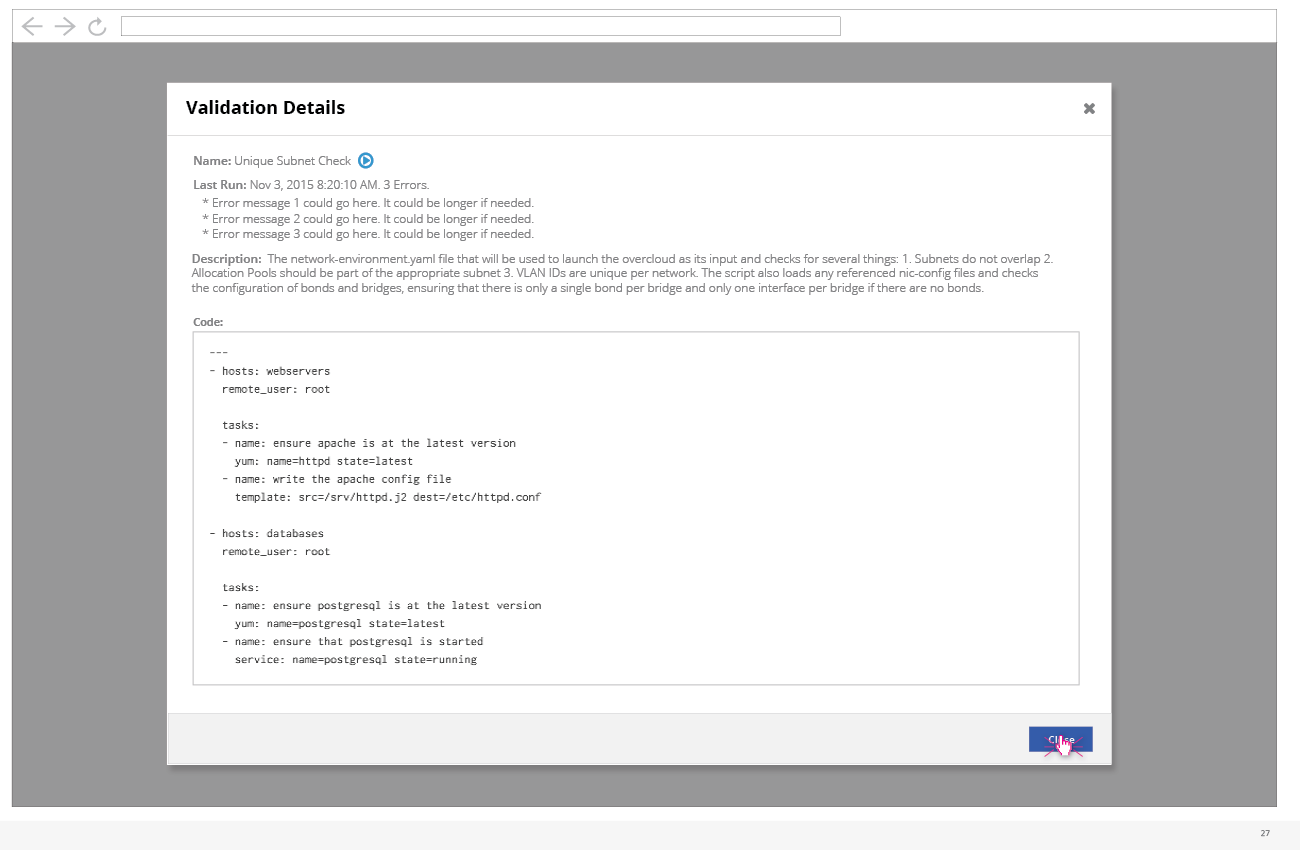 Validation Details
Name: Unique Subnet Check
Last Run: Nov 3, 2015 8:20:10 AM. 3 Errors.
* Error message 1 could go here. It could be longer if needed.
* Error message 2 could go here. It could be longer if needed.
* Error message 3 could go here. It could be longer if needed.
Description: The network-environment.yaml file that will be used to launch the overcloud as its input and checks for several things: 1. Subnets do not overlap 2.
Allocation Pools should be part of the appropriate subnet 3. VLAN IDs are unique per network. The script also loads any referenced nic-config files and checks
the configuration of bonds and bridges, ensuring that there is only a single bond per bridge and only one interface per bridge if there are no bonds.
Code:
---
- hosts: webservers
  remote_user: root
  tasks:
  - name: ensure apache is at the latest version
    yum: name=httpd state=latest
  - name: write the apache config file
    template: src=/srv/httpd.j2 dest=/etc/httpd.conf
- hosts: databases
  remote_user: root
  tasks:
  - name: ensure postgresql is at the latest version
    yum: name=postgresql state=latest
  - name: ensure that postgresql is started
    service: name=postgresql state=running
Close
27